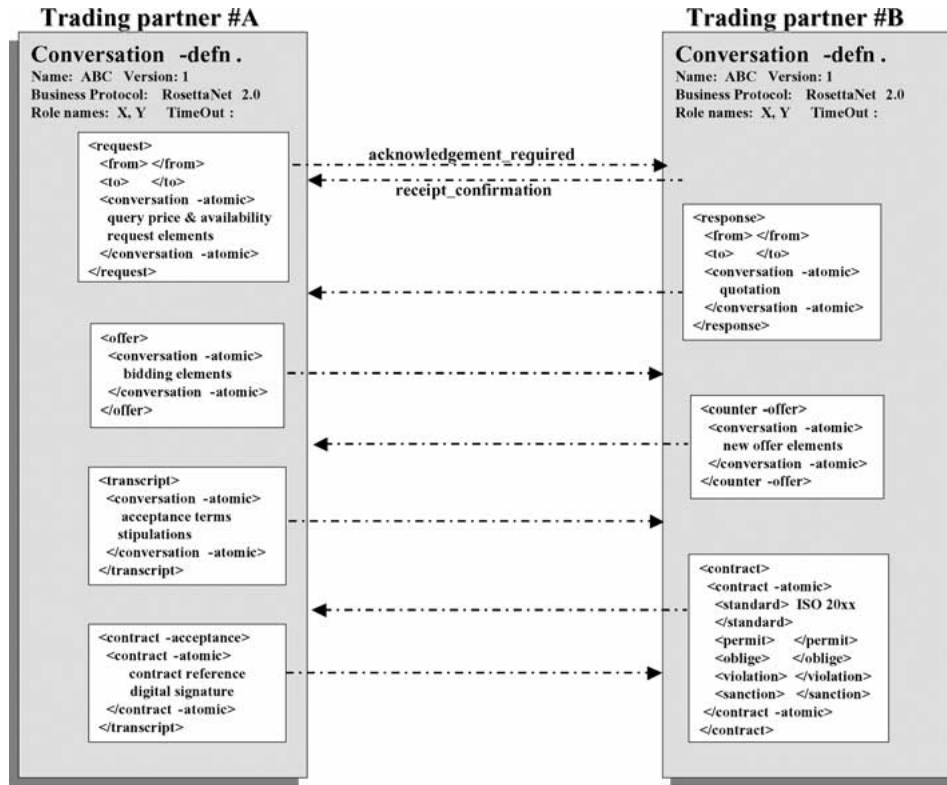 Trading partner #A
Conversation -defn .
Name: ABC Version: 1
Business Protocol: RosettaNet 2.0
Role names: X, Y TimeOut :
<request>
<from> </from>
<to> </to>
<conversation -atomic>
query price & availability
request elements
</conversation -atomic>
</request>
<offer>
<conversation -atomic>
bidding elements
</conversation -atomic>
</offer>
<transcript>
<conversation -atomic>
acceptance terms
stipulations
</conversation -atomic>
</transcript>
<contract -acceptance>
<contract -atomic>
contract reference
digital signature
</contract -atomic>
</transcript>
acknowledgement_required
receipt_confirmation
Trading partner #B
Conversation -defn .
Name: ABC Version: 1
Business Protocol: RosettaNet 2.0
Role names: X, Y TimeOut :
<response>
<from> </from>
<to> </to>
<conversation -atomic>
quotation
</conversation -atomic>
</response>
<counter -offer>
<conversation -atomic>
new offer elements
</conversation -atomic>
</counter -offer>
<contract>
<contract -atomic>
<standard> ISO 20xx
</standard>
<permit> </permit>
<oblige> </oblige>
<violation> </violation>
<sanction> </sanction>
</contract -atomic>
</contract>